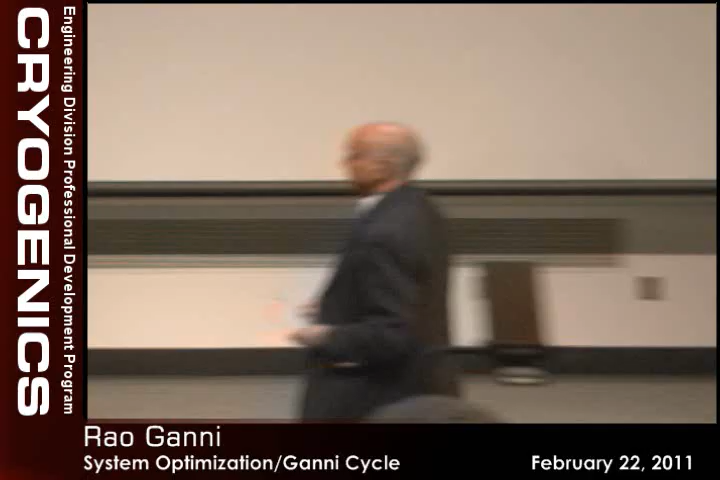 CRYOGENICS
Engineering Division Professional Development Program
Rao Ganni
System Optimization/Ganni Cycle
February 22, 2011